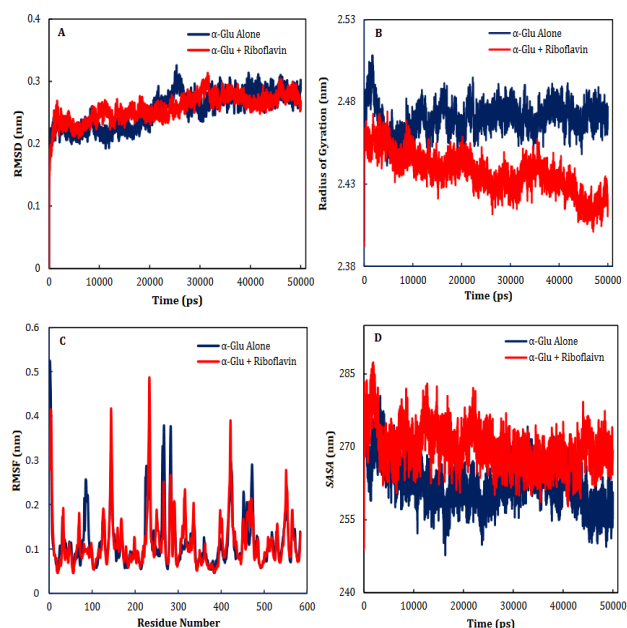 A
α-Glu Alone
α-Glu + Riboflavin
RMSD (nm)
0.4
0.3
0.2
0.1
0
0 10000 20000 30000 40000 50000
Time (ps)
B
α-Glu Alone
α-Glu + Riboflavin
Radius of Gyration (nm)
2.53
2.48
2.43
2.38
0 10000 20000 30000 40000 50000
Time (ps)
C
α-Glu Alone
α-Glu + Riboflavin
RMSF (nm)
0.6
0.5
0.4
0.3
0.2
0.1
0
0 100 200 300 400 500 600
Residue Number
D
α-Glu Alone
α-Glu + Riboflaivn
SASA (nm)
285
270
255
240
0 10000 20000 30000 40000 50000
Time (ps)